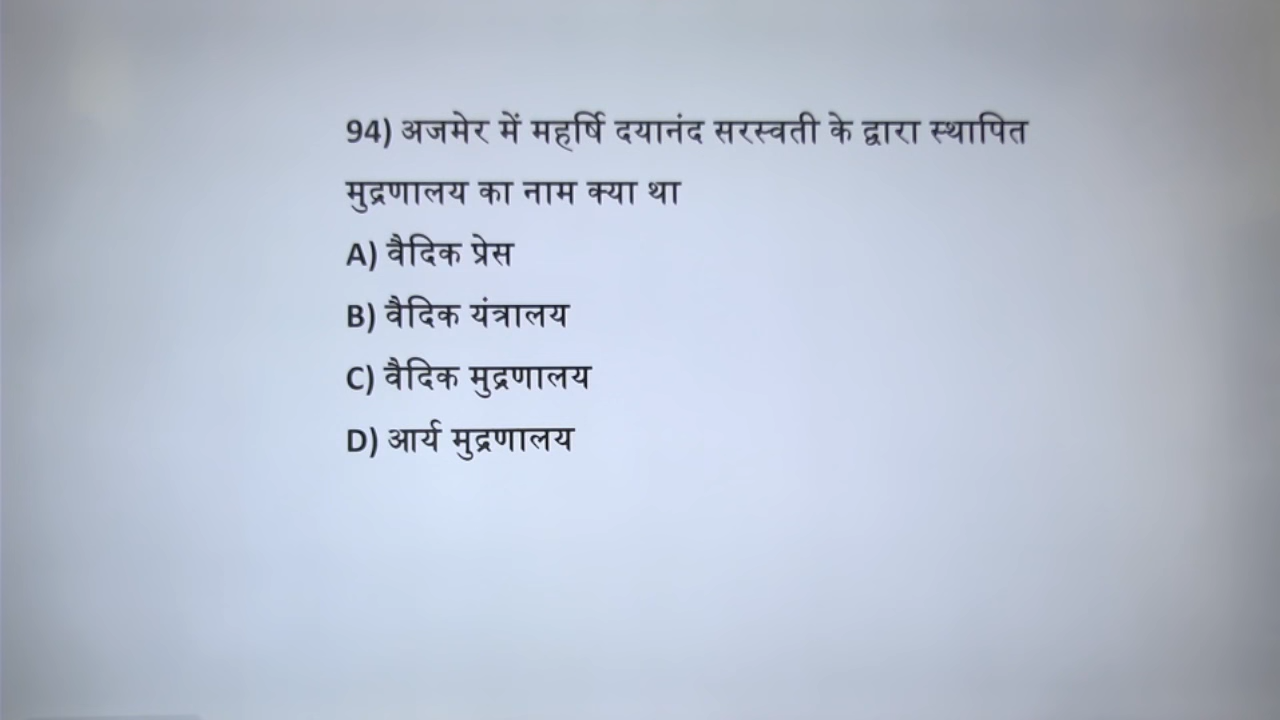 94) अजमेर में महर्षि दयानंद सरस्वती के द्वारा स्थापित
मुद्रणालय का नाम क्या था
A) वैदिक प्रेस
B) वैदिक यंत्रालय
C) वैदिक मुद्रणालय
D) आर्य मुद्रणालय